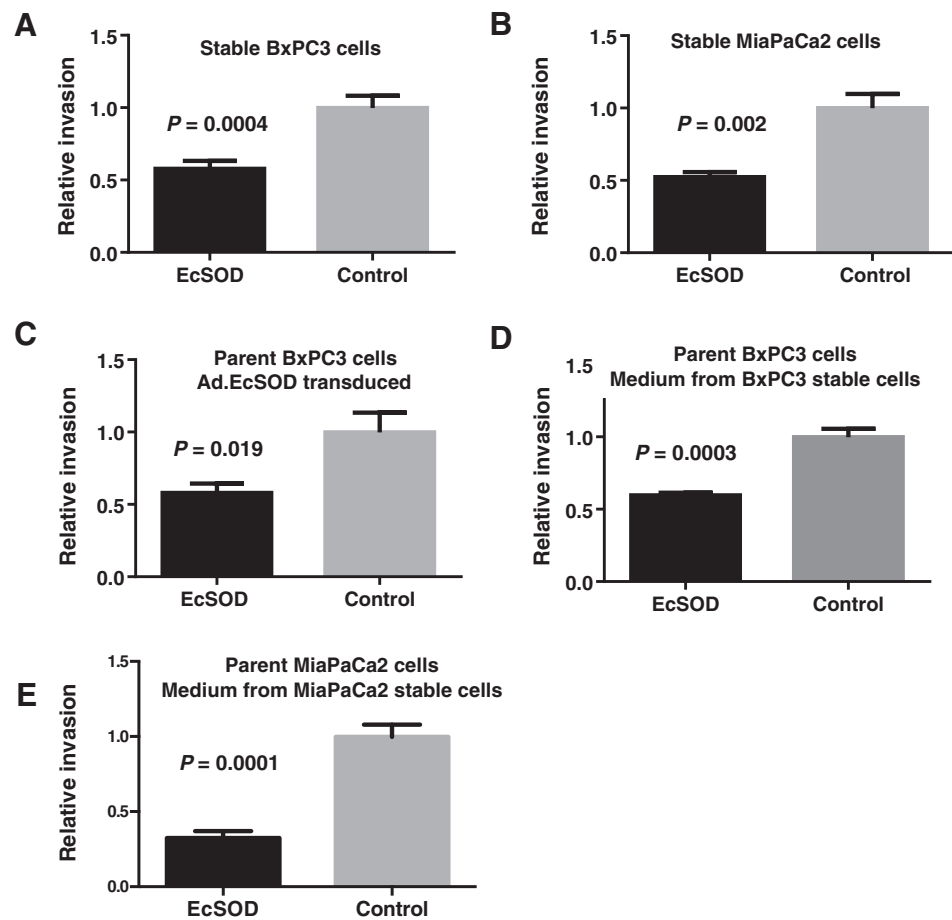 A
Stable BxPC3 cells
Relative invasion
1.5
1.0
0.5
0.0
P = 0.0004
EcSOD Control
B
Stable MiaPaCa2 cells
Relative invasion
1.5
1.0
0.5
0.0
P = 0.002
EcSOD Control
C
Parent BxPC3 cells
Ad.EcSOD transduced
Relative invasion
1.5
1.0
0.5
0.0
P = 0.019
EcSOD Control
D
Parent BxPC3 cells
Medium from BxPC3 stable cells
Relative invasion
1.5
1.0
0.5
0.0
P = 0.0003
EcSOD Control
E
Parent MiaPaCa2 cells
Medium from MiaPaCa2 stable cells
Relative invasion
1.5
1.0
0.5
0.0
P = 0.0001
EcSOD Control